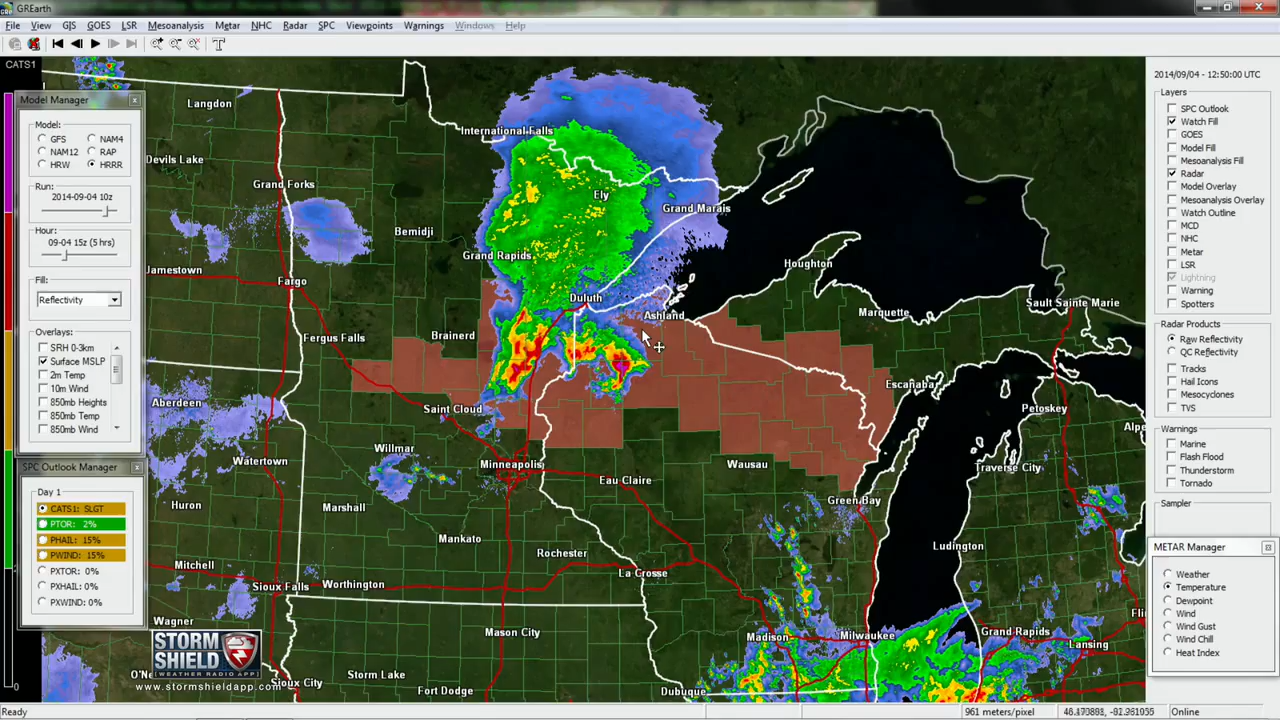 GREarth
File View GIS GOES LSR Mesoanalysis Metar NHC Radar SPC Viewpoints Warnings Windows Help
CATS1
2014/09/04 - 12:50:00 UTC
Model Manager
Model:
GFS NAM4
NAM12 RAP
HRW HRRR
Run:
2014-09-04 10z
Hour:
09-04 15z (5 hrs)
Fill:
Reflectivity
Overlays:
SRH 0-3km
Surface MSLP
2m Temp
10m Wind
850mb Heights
850mb Temp
850mb Wind
SPC Outlook Manager
Day 1
CATS1: SLGT
PTOR: 2%
PHAIL: 15%
PWIND: 15%
PXTOR: 0%
PXHAIL: 0%
PXWIND: 0%
Langdon
International Falls
Devils Lake
Grand Forks
Ely
Grand Marais
Bemidji
Grand Rapids
Houghton
Jamestown
Fargo
Duluth
Ashland
Marquette
Sault Sainte Marie
Brainerd
Fergus Falls
Escanaba
Aberdeen
Saint Cloud
Petoskey
Alpe
Willmar
Watertown
Minneapolis
Wausau
Traverse City
Eau Claire
Huron
Marshall
Green Bay
Mankato
Ludington
Rochester
Mitchell
La Crosse
Sioux Falls
Worthington
Wagner
Mason City
Madison
Milwaukee
Grand Rapids
Flin
Lansing
O'Ne
Storm Lake
Sioux City
Fort Dodge
Dubuque
STORM
SHIELD
WEATHER RADIO APP
www.stormshieldapp.com
Layers
SPC Outlook
Watch Fill
GOES
Model Fill
Mesoanalysis Fill
Radar
Model Overlay
Mesoanalysis Overlay
Watch Outline
MCD
NHC
Metar
LSR
Lightning
Warning
Spotters
Radar Products
Raw Reflectivity
QC Reflectivity
Tracks
Hail Icons
Mesocyclones
TVS
Warnings
Marine
Flash Flood
Thunderstorm
Tornado
Sampler
METAR Manager
Weather
Temperature
Dewpoint
Wind
Wind Gust
Wind Chill
Heat Index
0
Ready
961 meters/pixel
Online